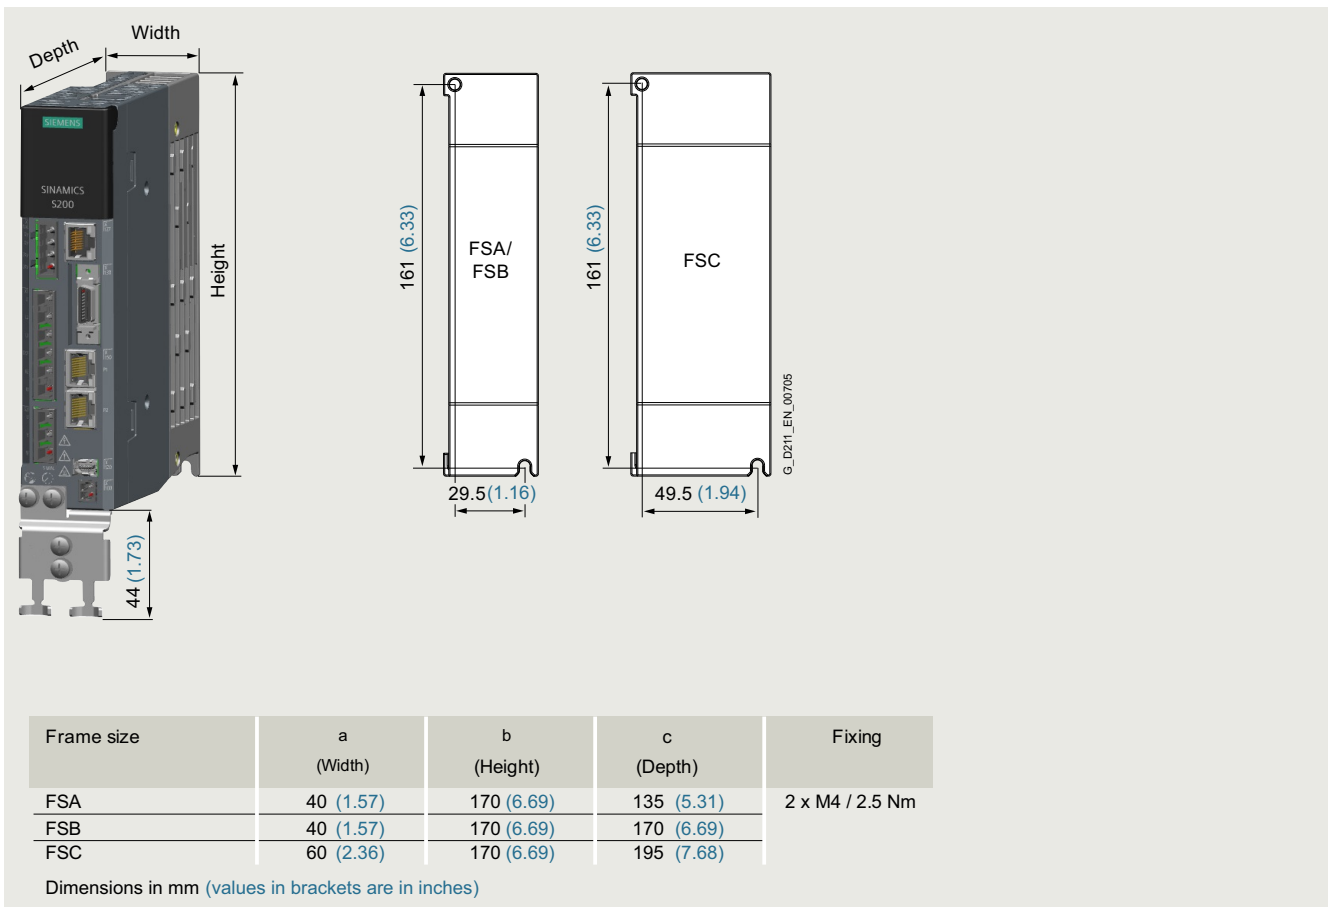 Depth
Width
SIEMENS
SINAMICS
S200
Height
44 (1.73)
161 (6.33)
FSA/
FSB
29.5(1.16)
161 (6.33)
FSC
49.5 (1.94)
G_D211_EN_00705
Frame size a b c Fixing
(Width) (Height) (Depth)
FSA 40 (1.57) 170 (6.69) 135 (5.31) 2 x M4 / 2.5 Nm
FSB 40 (1.57) 170 (6.69) 170 (6.69)
FSC 60 (2.36) 170 (6.69) 195 (7.68)
Dimensions in mm (values in brackets are in inches)